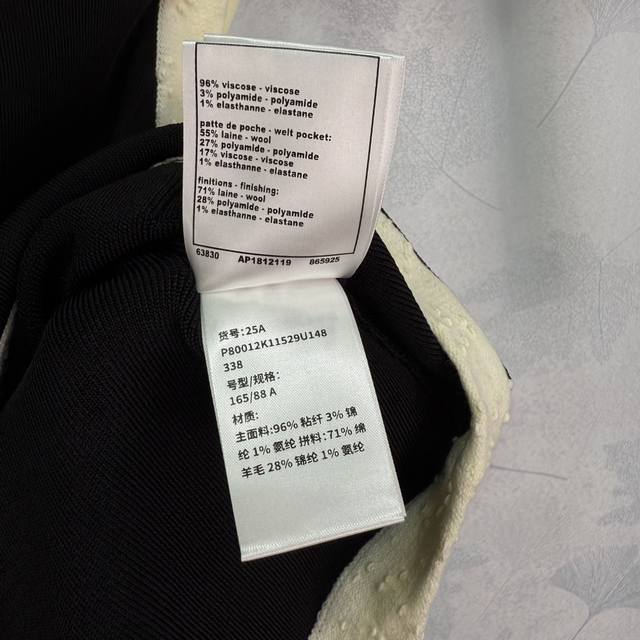 96% viscose - viscose
3% polyamide - polyamide
1% elasthanne - elastane
patte de poche - welt pocket:
55% laine - wool
27% polyamide - polyamide
17% viscose - viscose
1% elasthanne - elastane
finitions - finishing:
71% laine - wool
28% polyamide - polyamide
1% elasthanne - elastane
63830 AP1812119 865925
货号:25A
P80012K11529U148
338
号型/规格:
165/88 A
材质:
主面料:96% 粘纤 3% 锦
纶 1% 氨纶 拼料:71% 绵
羊毛 28% 锦纶 1% 氨纶